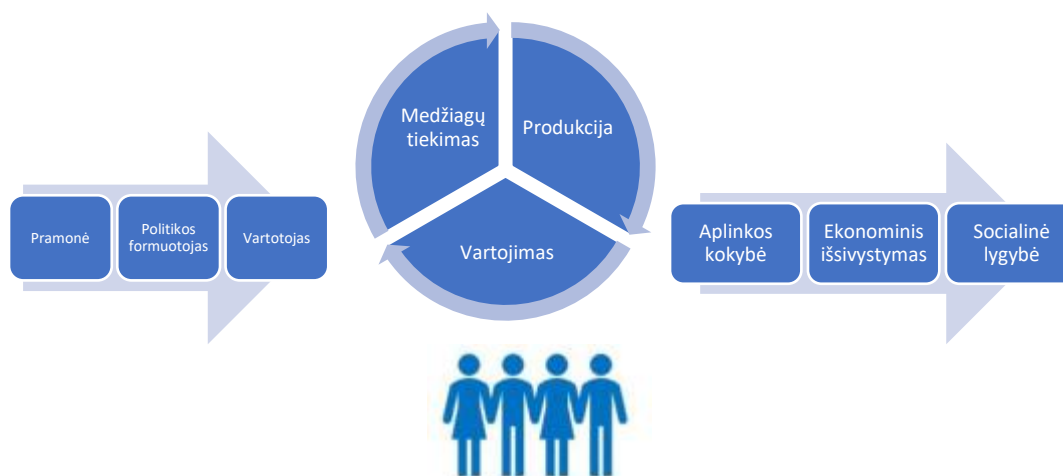 Pramonė
Politikos
formuotojas
Vartotojas
Medžiagų
tiekimas
Produkcija
Vartojimas
Aplinkos
kokybė
Ekonominis
išsivystymas
Socialinė
lygybė